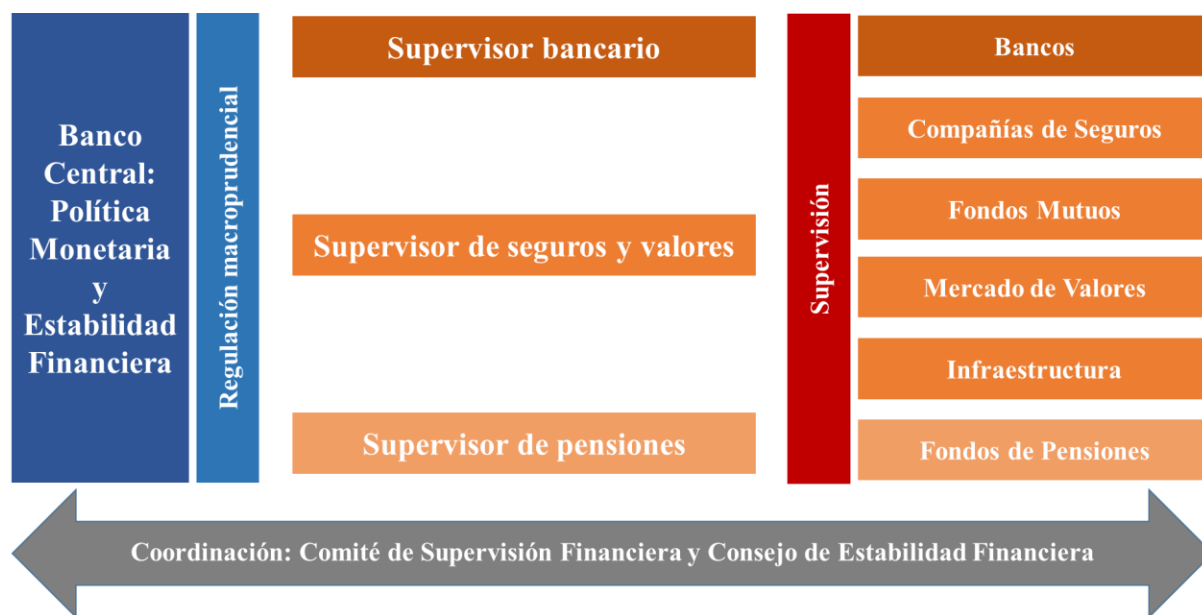 Banco
Central:
Política
Monetaria
y
Estabilidad
Financiera
Regulación macroprudencial
Supervisor bancario
Supervisor de seguros y valores
Supervisor de pensiones
Supervisión
Bancos
Compañías de Seguros
Fondos Mutuos
Mercado de Valores
Infraestructura
Fondos de Pensiones
Coordinación: Comité de Supervisión Financiera y Consejo de Estabilidad Financiera